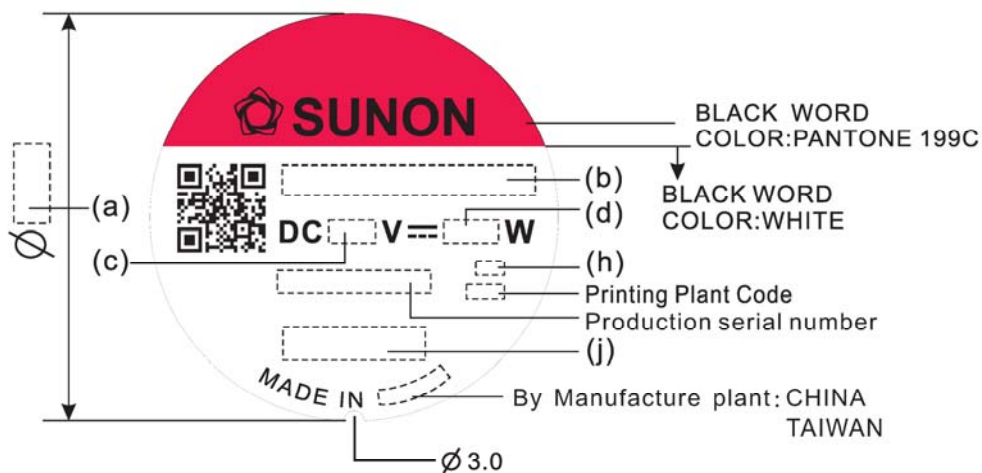 SUNON
BLACK WORD
COLOR:PANTONE 199C
BLACK WORD
COLOR:WHITE
(a)
Ø
(b)
(d)
DC V W
(c)
(h)
Printing Plant Code
Production serial number
(j)
MADE IN
By Manufacture plant: CHINA
TAIWAN
Ø 3.0